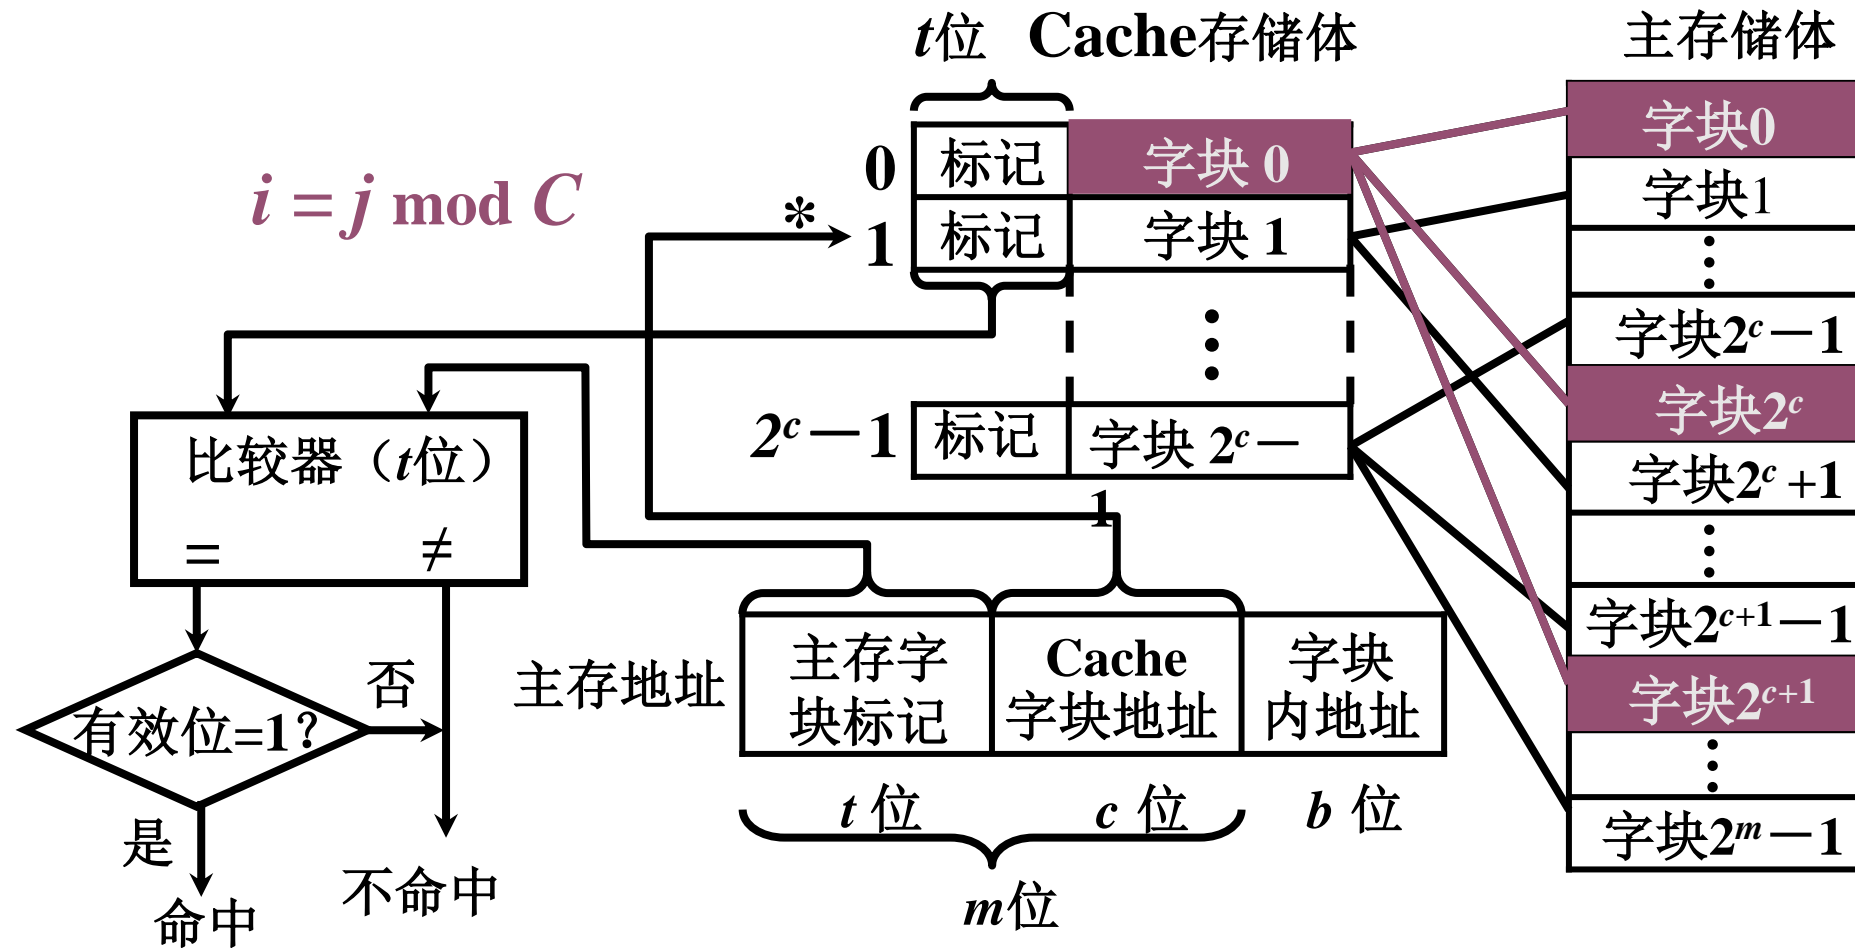 t位
Cache存储体
主存储体
i = j mod C
0
标记
字块 0
*
1
标记
字块 1
2ᶜ－1
标记
字块 2ᶜ－
1
字块0
字块1
字块2ᶜ－1
字块2ᶜ
字块2ᶜ +1
字块2ᶜ⁺¹－1
字块2ᶜ⁺¹
字块2ᵐ－1
比较器（t位）
= ≠
有效位=1?
否
是
命中
不命中
主存地址
主存字
块标记
Cache
字块地址
字块
内地址
t 位
c 位
b 位
m位